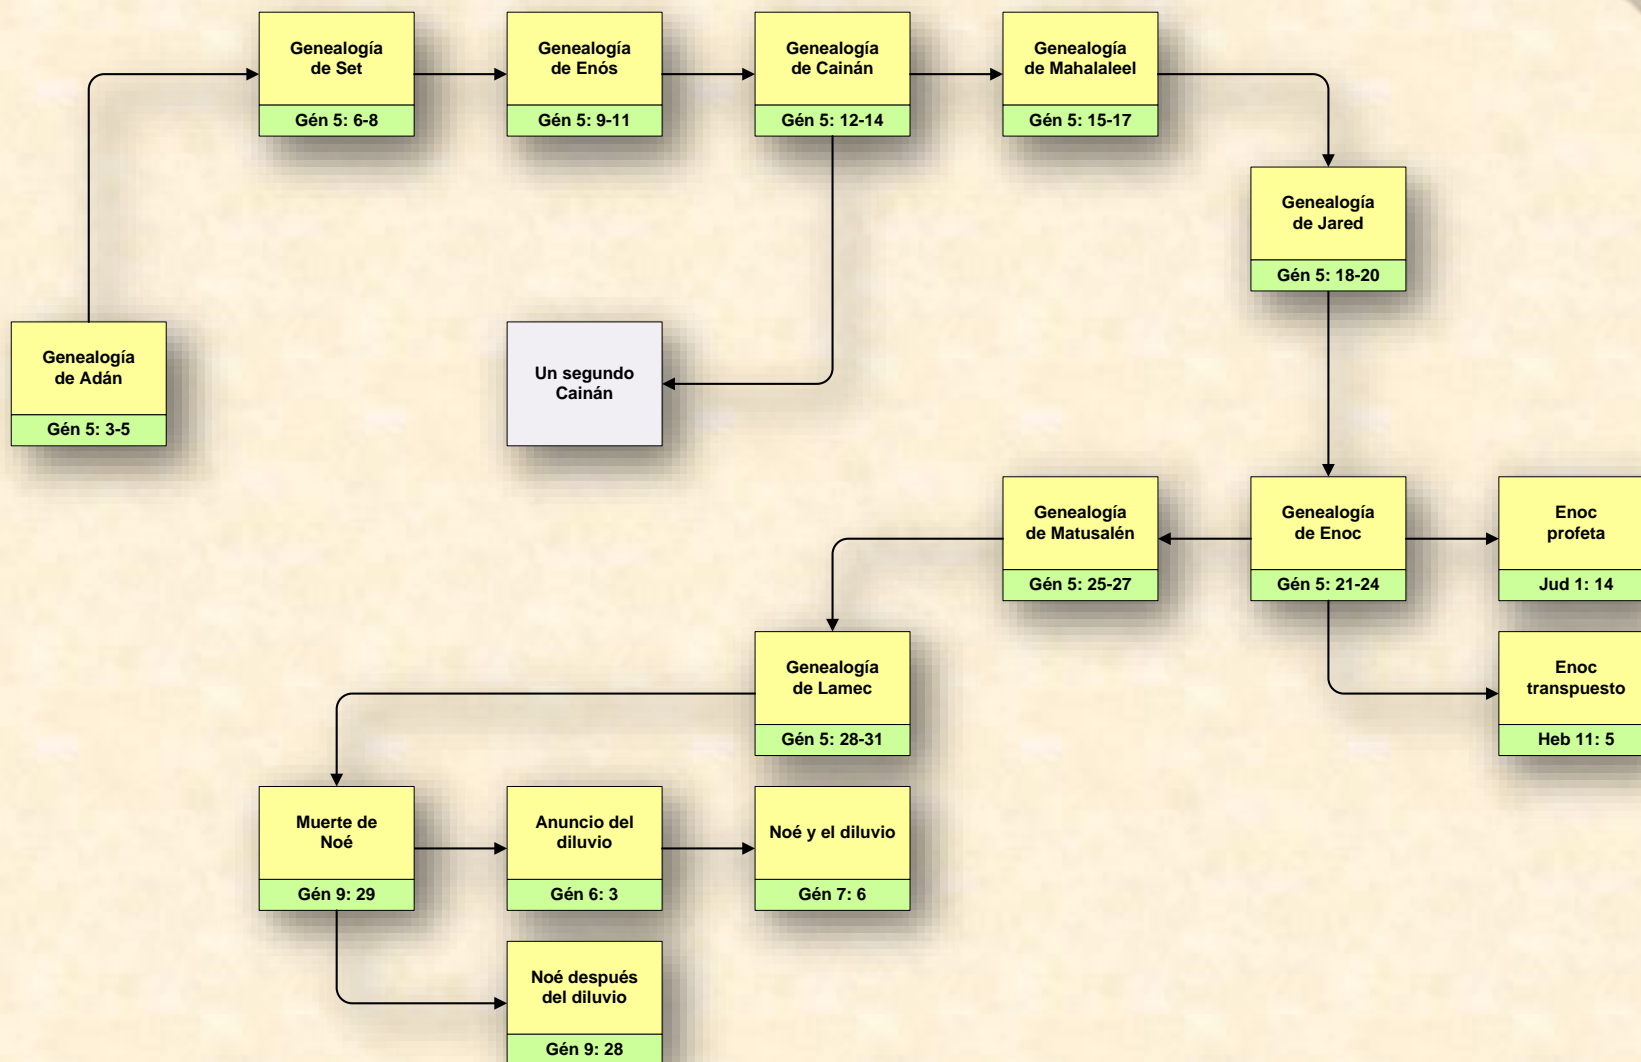 Genealogía
de Set
Gén 5: 6-8
Genealogía
de Enós
Gén 5: 9-11
Genealogía
de Cainán
Gén 5: 12-14
Genealogía
de Mahalaleel
Gén 5: 15-17
Genealogía
de Jared
Gén 5: 18-20
Genealogía
de Adán
Gén 5: 3-5
Un segundo
Cainán
Genealogía
de Matusalén
Gén 5: 25-27
Genealogía
de Enoc
Gén 5: 21-24
Enoc
profeta
Jud 1: 14
Genealogía
de Lamec
Gén 5: 28-31
Enoc
transpuesto
Heb 11: 5
Muerte de
Noé
Gén 9: 29
Anuncio del
diluvio
Gén 6: 3
Noé y el diluvio
Gén 7: 6
Noé después
del diluvio
Gén 9: 28